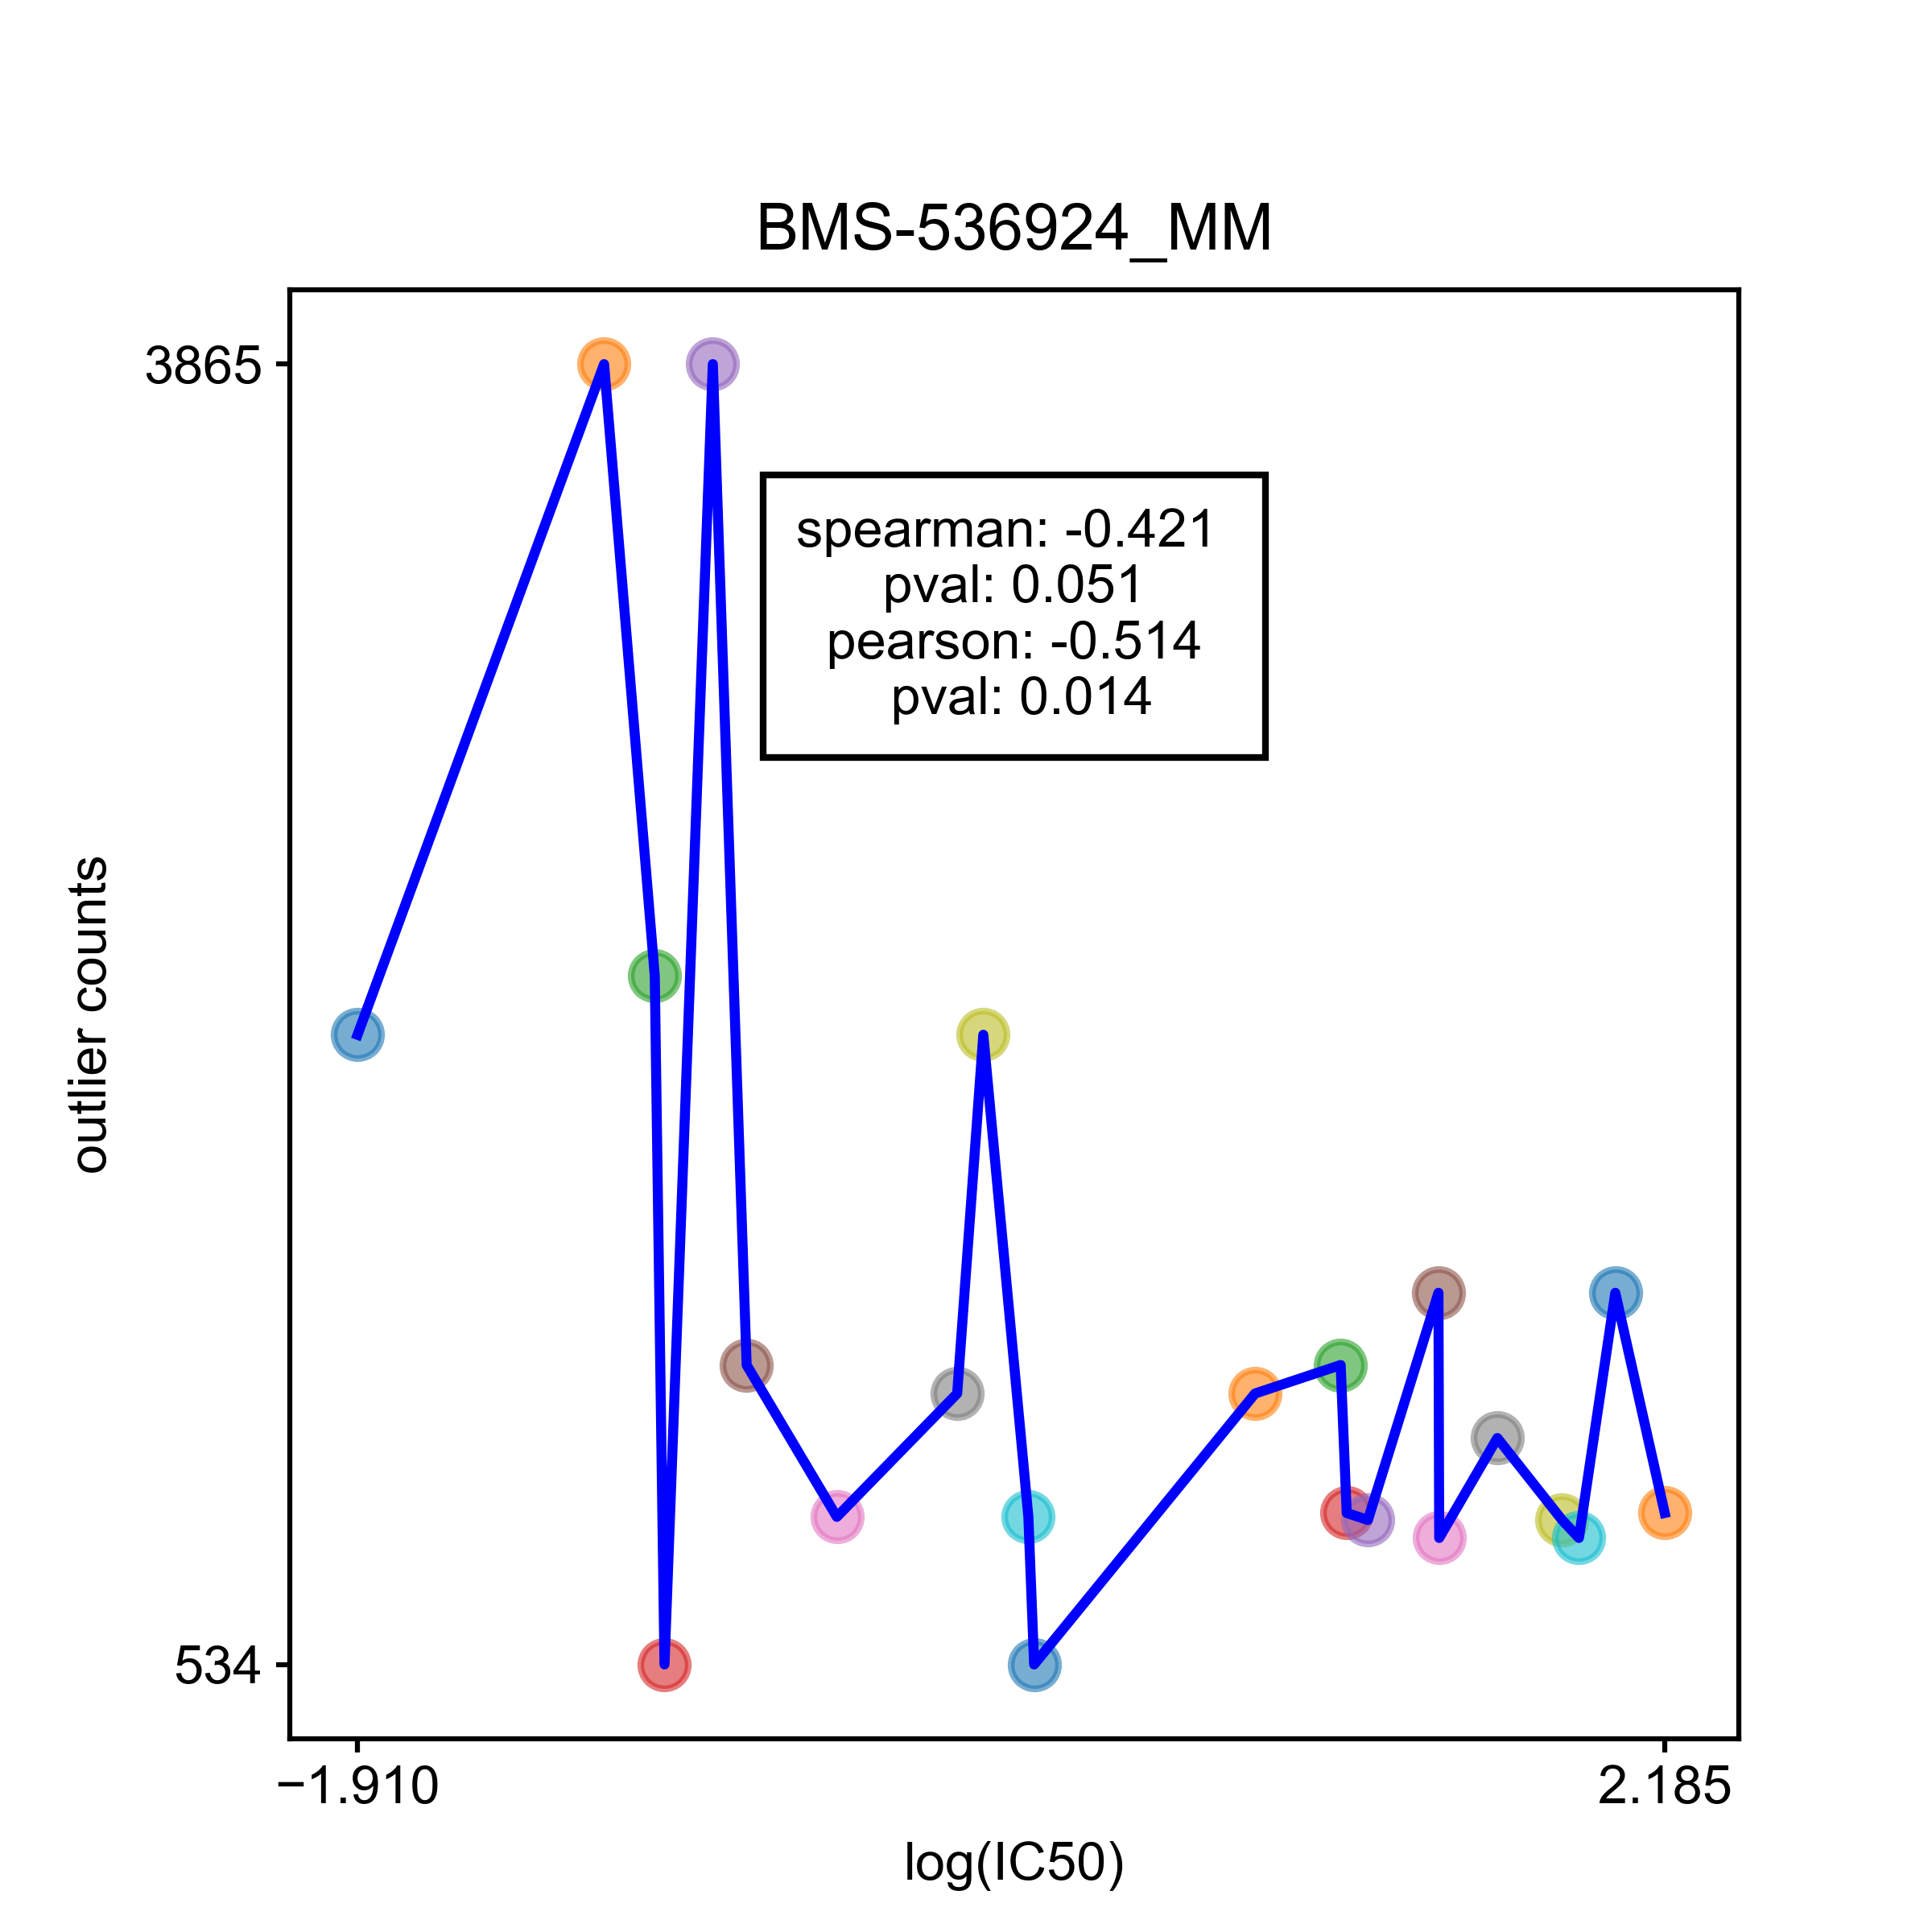 BMS-536924_MM
3865
spearman: -0.421
pval: 0.051
pearson: -0.514
pval: 0.014
outlier counts
534
−1.910
2.185
log(IC50)